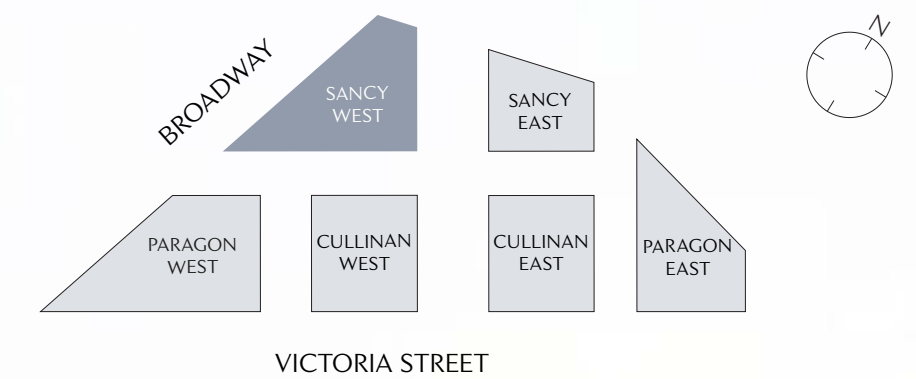 N
BROADWAY
SANCY
WEST
SANCY
EAST
PARAGON
WEST
CULLINAN
WEST
CULLINAN
EAST
PARAGON
EAST
VICTORIA STREET